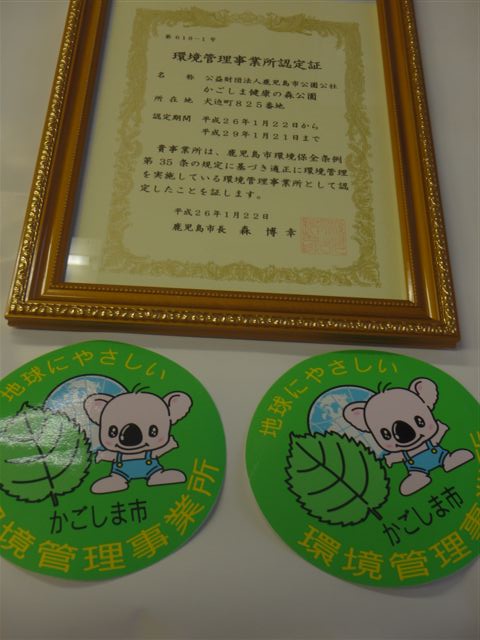 第618-1号
環境管理事業所認定証
名 称 公益財団法人鹿児島市公園公社
かごしま健康の森公園
所在地 犬迫町825番地
認定期間 平成26年1月22日から
平成29年1月21日まで
貴事業所は、鹿児島市環境保全条例
第35条の規定に基づき適正に環境管理
を実施している環境管理事業所として認
定したことを証します。
平成26年1月22日
鹿児島市長 森 博幸
地球にやさしい
かごしま市
環境管理事業所
地球にやさしい
かごしま市
環境管理事業所